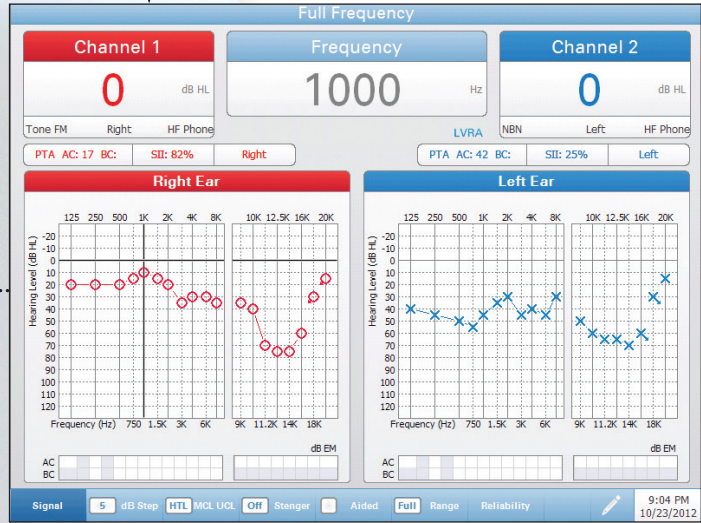 Full Frequency
Channel 1
0 dB HL
Tone FM Right HF Phone
Frequency
1000 Hz
LVRA
Channel 2
0 dB HL
NBN Left HF Phone
PTA AC: 17 BC: SII: 82% Right
PTA AC: 42 BC: SII: 25% Left
Right Ear
125 250 500 1K 2K 4K 8K 10K 12.5K 16K 20K
Hearing Level (dB HL)
-20
-10
0
10
20
30
40
50
60
70
80
90
100
110
120
Frequency (Hz) 750 1.5K 3K 6K 9K 11.2K 14K 18K
dB EM
AC
BC
Left Ear
125 250 500 1K 2K 4K 8K 10K 12.5K 16K 20K
Hearing Level (dB HL)
-20
-10
0
10
20
30
40
50
60
70
80
90
100
110
120
Frequency (Hz) 750 1.5K 3K 6K 9K 11.2K 14K 18K
dB EM
AC
BC
Signal 5 dB Step HTL MCL UCL Off Stenger Aided Full Range Reliability
9:04 PM
10/23/2012